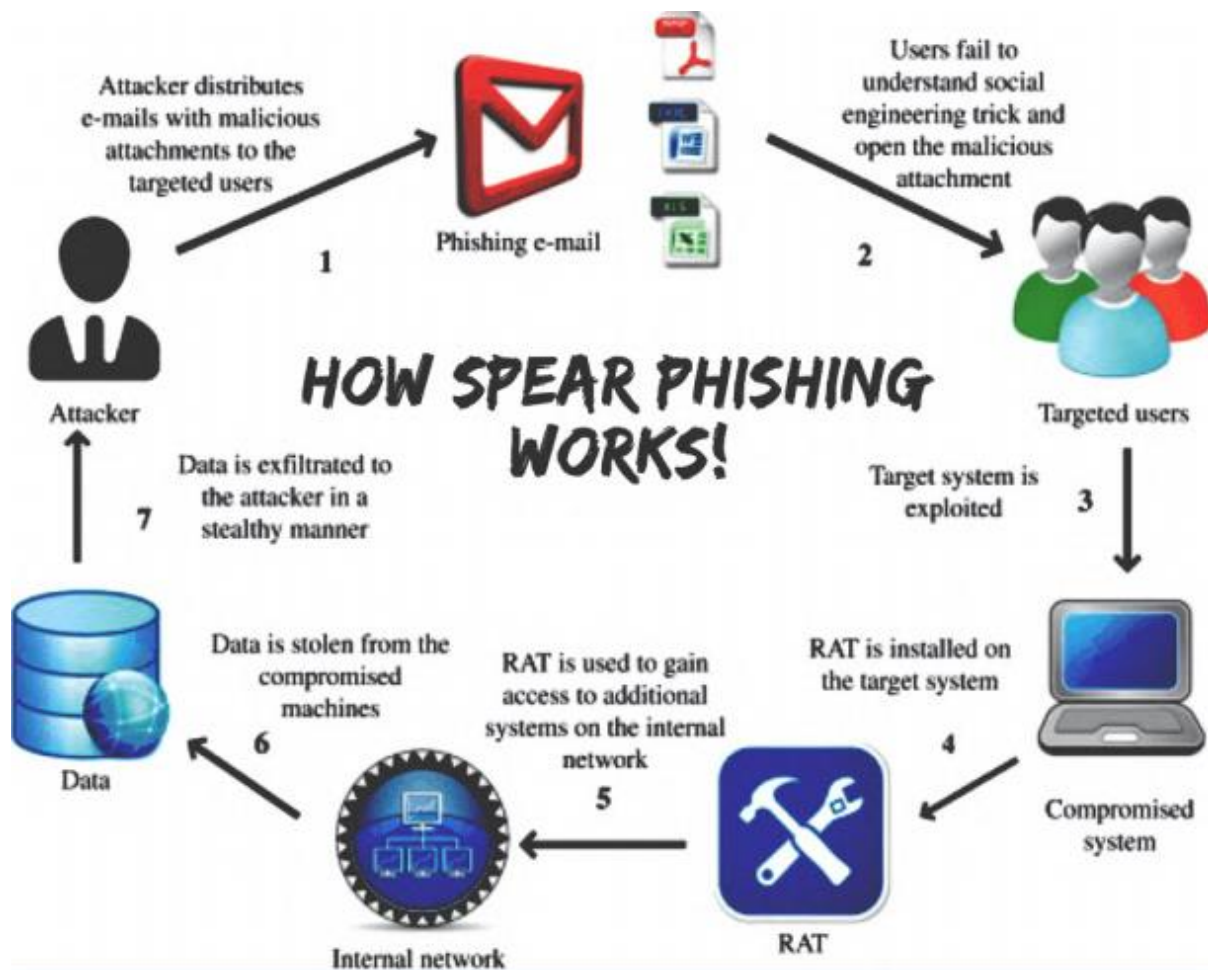 Attacker distributes
e-mails with malicious
attachments to the
targeted users
1
Phishing e-mail
Users fail to
understand social
engineering trick and
open the malicious
attachment
2
Attacker
HOW SPEAR PHISHING
WORKS!
Targeted users
Target system is
exploited
3
Compromised
system
RAT is installed on
the target system
4
RAT
RAT is used to gain
access to additional
systems on the internal
network
5
Internal network
Data is stolen from the
compromised
machines
6
Data
Data is exfiltrated to
the attacker in a
stealthy manner
7